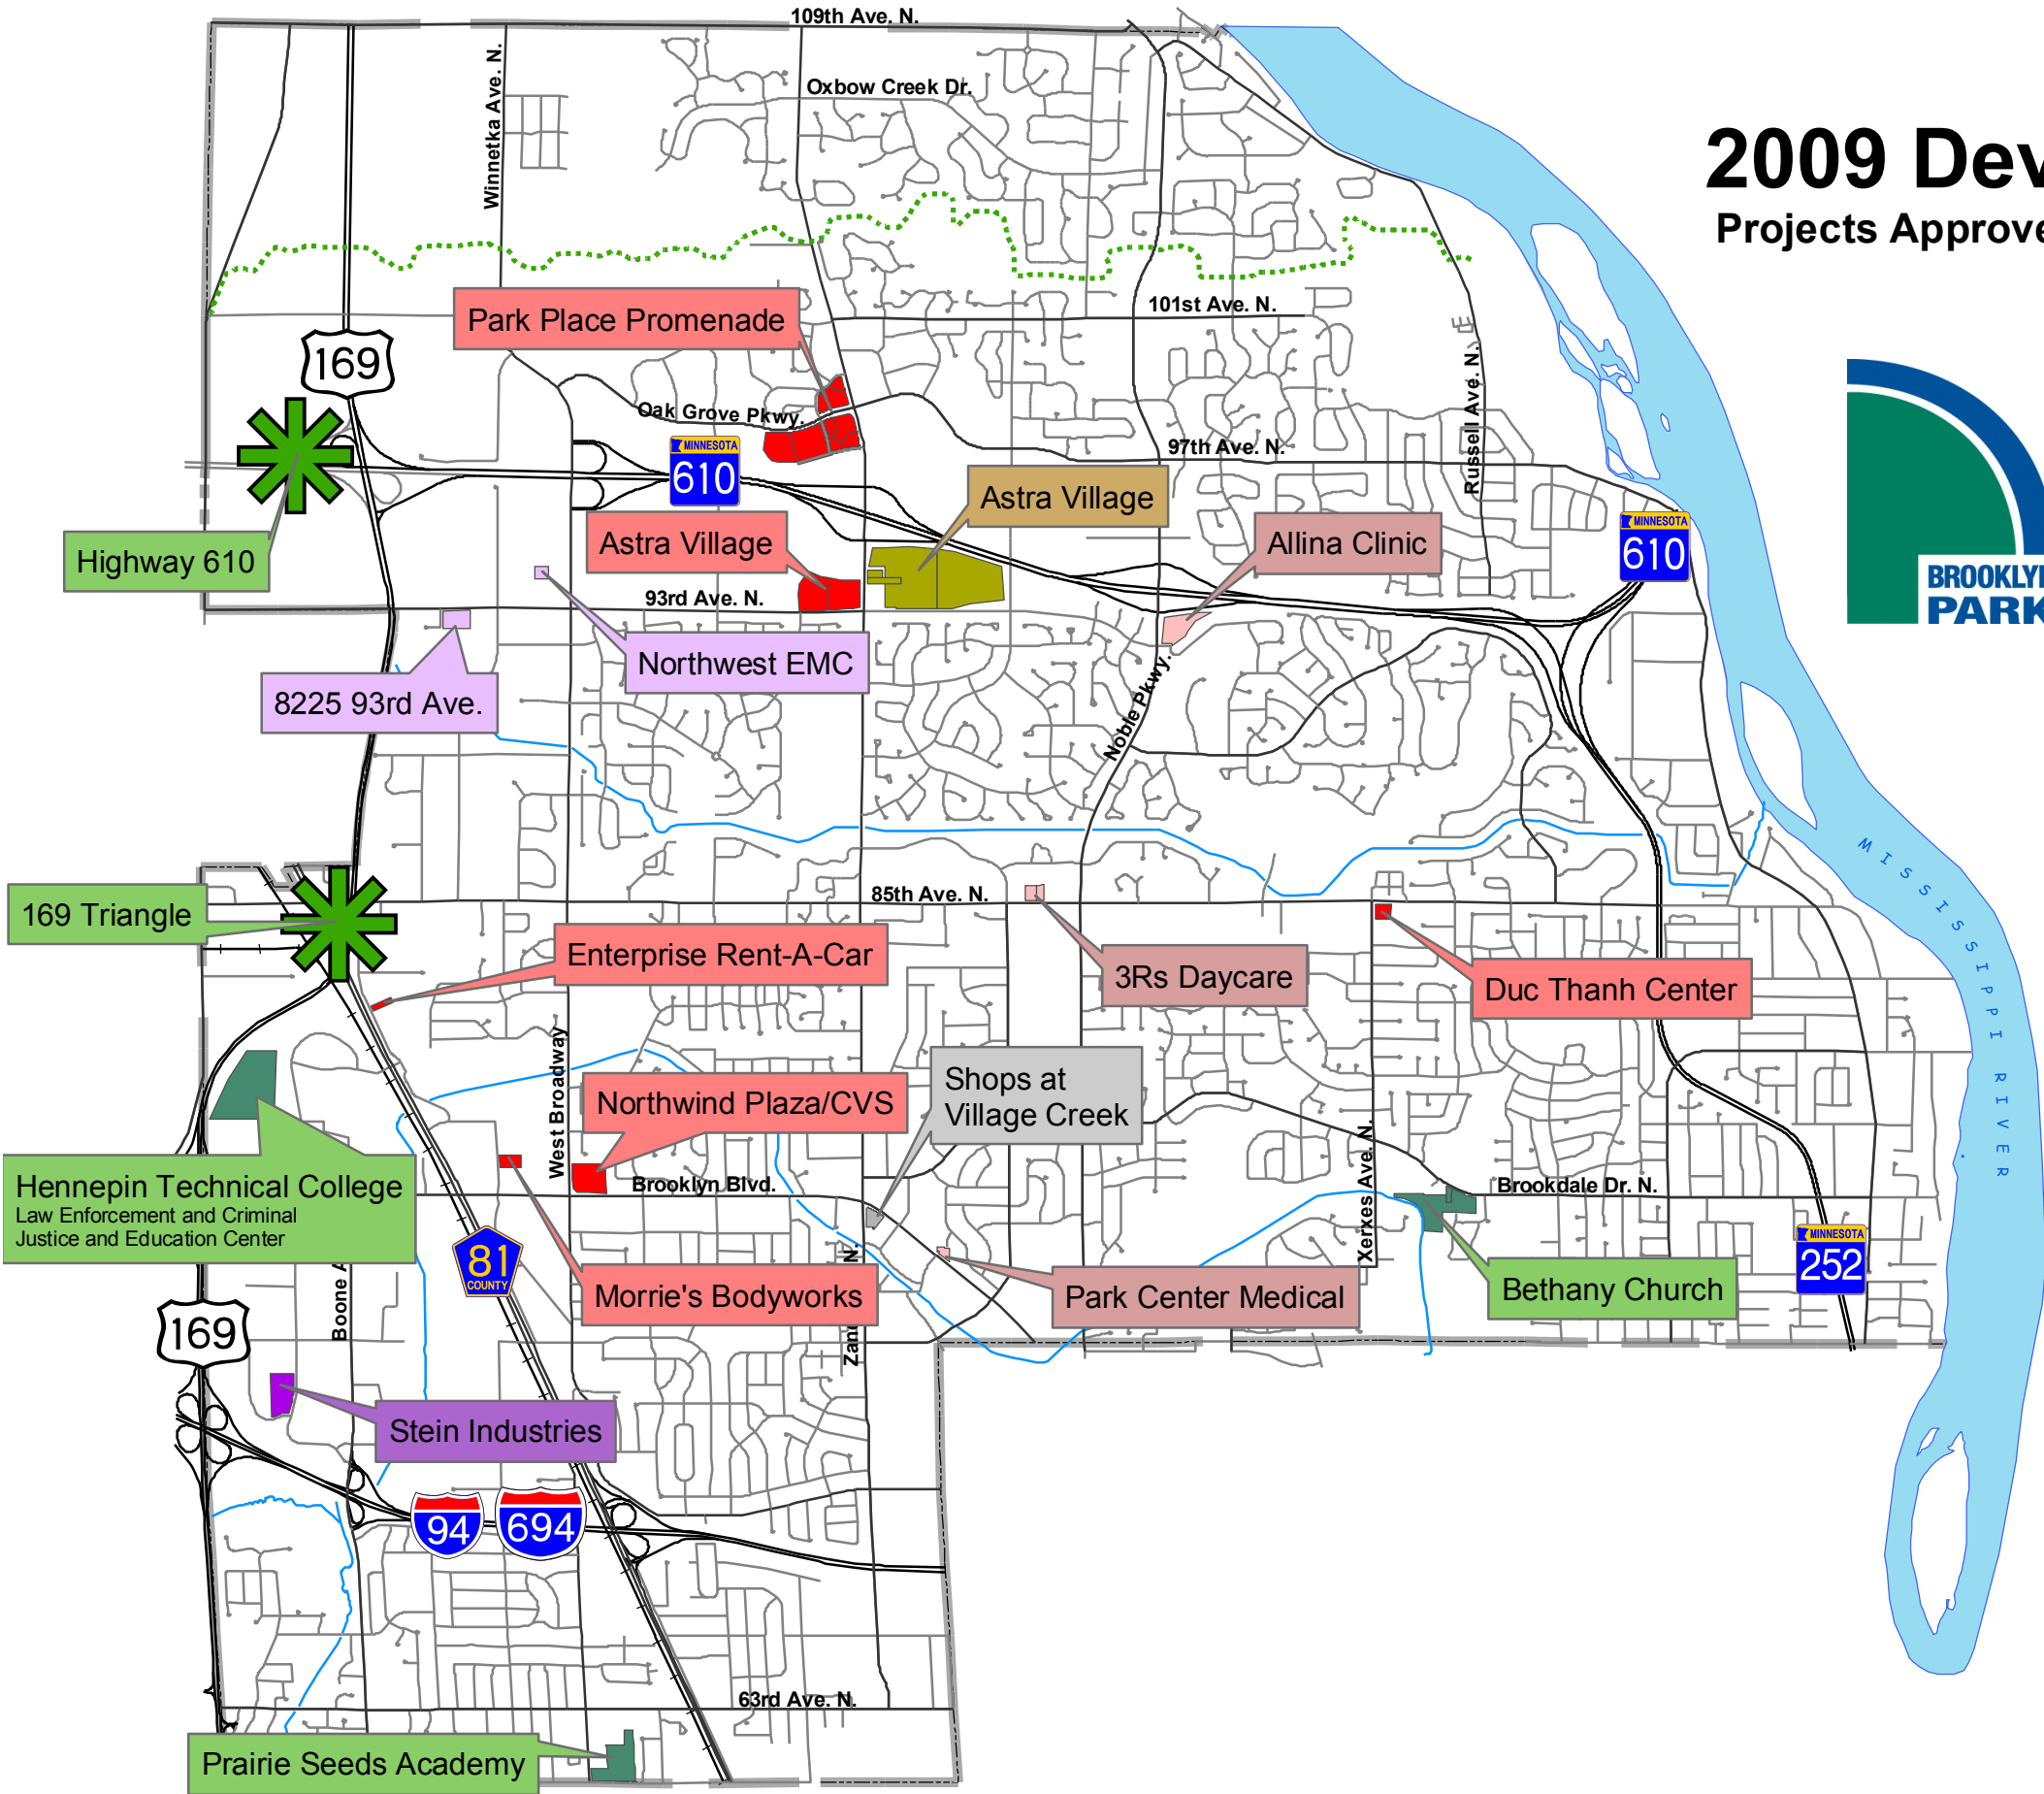 109th Ave. N.
Oxbow Creek Dr.
Winnetka Ave. N.
2009 Dev
Projects Approve
Park Place Promenade
101st Ave. N.
169
Russell Ave. N.
Oak Grove Pkwy.
97th Ave. N.
MINNESOTA
610
Astra Village
Astra Village
Allina Clinic
MINNESOTA
610
Highway 610
BROOKLYN
PARK
93rd Ave. N.
Northwest EMC
8225 93rd Ave.
Noble Pkwy.
MISSISSIPPI RIVER
169 Triangle
85th Ave. N.
Enterprise Rent-A-Car
3Rs Daycare
Duc Thanh Center
West Broadway
Northwind Plaza/CVS
Shops at
Village Creek
Hennepin Technical College
Law Enforcement and Criminal
Justice and Education Center
Brooklyn Blvd.
Xerxes Ave. N.
Brookdale Dr. N.
81
COUNTY
Morrie's Bodyworks
Park Center Medical
Bethany Church
MINNESOTA
252
169
Boone
N.
Stein Industries
94
694
63rd Ave. N.
Prairie Seeds Academy